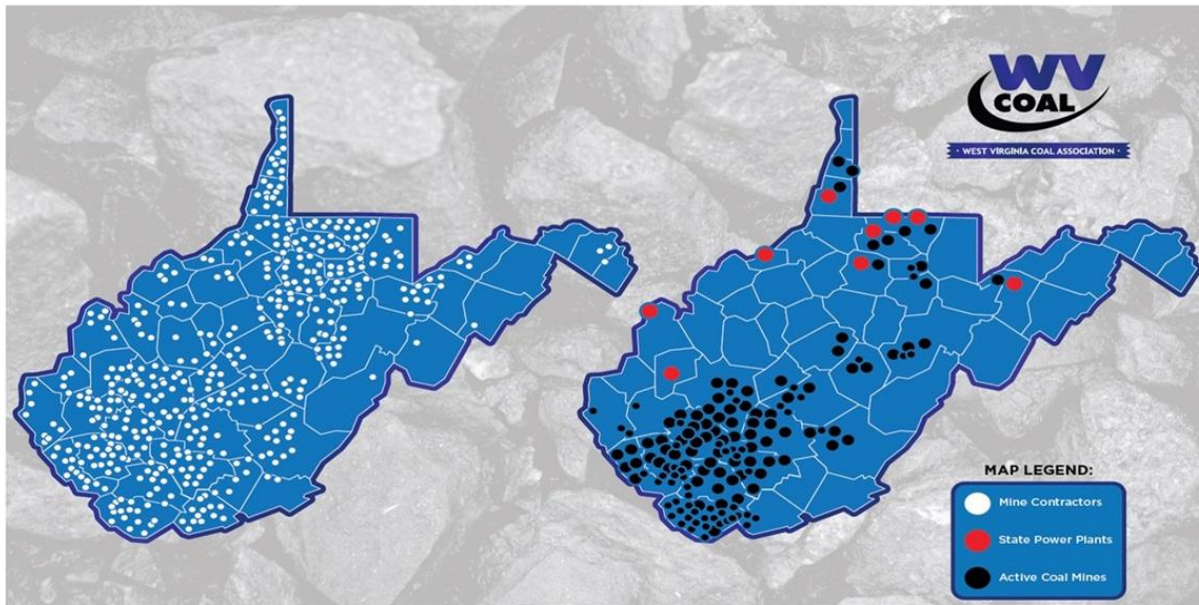 WV
COAL
· WEST VIRGINIA COAL ASSOCIATION ·
MAP LEGEND:
Mine Contractors
State Power Plants
Active Coal Mines